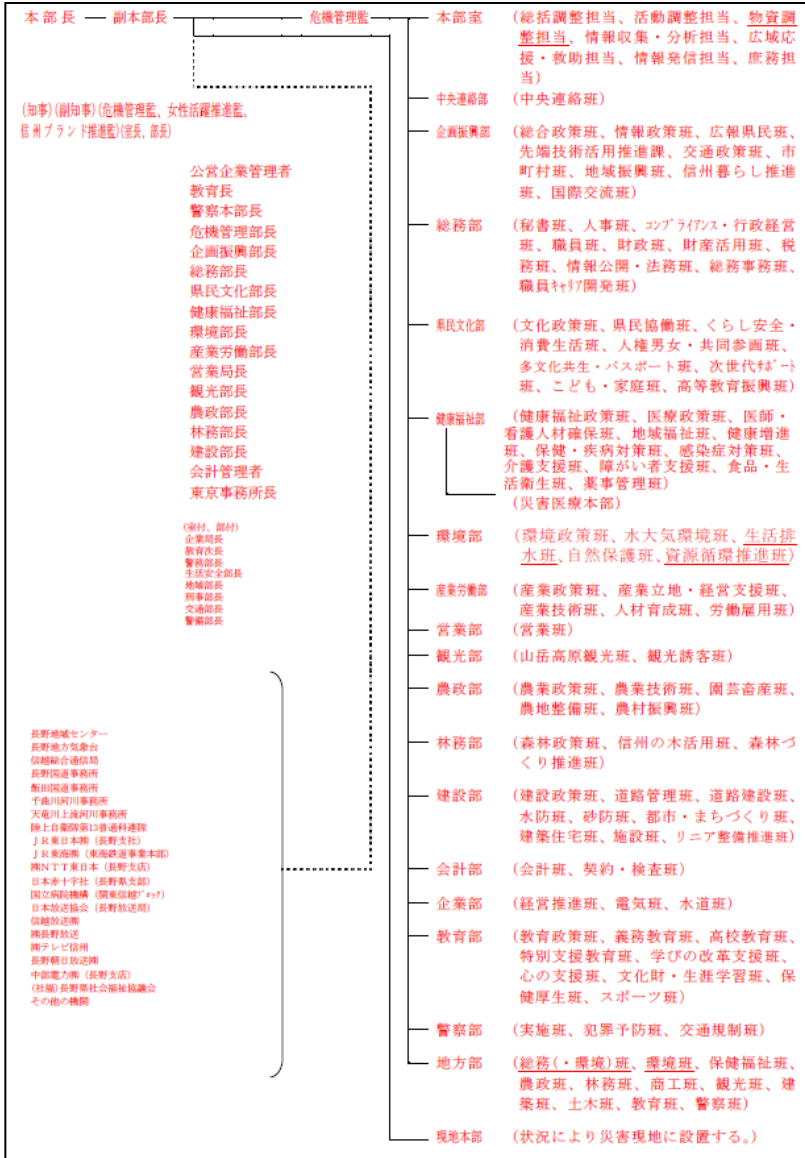 本部長 副本部長 危機管理監 本部室 (総括調整担当、活動調整担当、物資調
整担当、情報収集・分析担当、広域応
援・救助担当、情報発信担当、庶務担
当)
中央連絡部 (中央連絡班)
(知事)(副知事)(危機管理監、女性活躍推進監、
信州ブランド推進監)(室長、部長)
公営企業管理者
教育長
警察本部長
危機管理部長
企画振興部長
総務部長
県民文化部長
健康福祉部長
環境部長
産業労働部長
営業局長
観光部長
農政部長
林務部長
建設部長
会計管理者
東京事務所長
(室付、部付)
企業局長
教育次長
警務部長
生活安全部長
地域部長
刑事部長
交通部長
警備部長
長野地域センター
長野地方気象台
信越総合通信局
長野国道事務所
飯田国道事務所
千曲川河川事務所
天竜川上流河川事務所
陸上自衛隊第13普通科連隊
JR東日本㈱(長野支社)
JR東海㈱(東海鉄道事業本部)
㈱NTT東日本(長野支店)
日本赤十字社(長野県支部)
国立病院機構(関東信越ブロック)
日本放送協会(長野放送局)
信越放送㈱
㈱長野放送
㈱テレビ信州
長野朝日放送㈱
中部電力㈱(長野支店)
(社福)長野県社会福祉協議会
その他の機関
企画振興部 (総合政策班、情報政策班、広報県民班、
先端技術活用推進課、交通政策班、市
町村班、地域振興班、信州暮らし推進
班、国際交流班)
総務部 (秘書班、人事班、コンプライアンス・行政経営
班、職員班、財政班、財産活用班、税
務班、情報公開・法務班、総務事務班、
職員キャリア開発班)
県民文化部 (文化政策班、県民協働班、くらし安全・
消費生活班、人権男女・共同参画班、
多文化共生・パスポート班、次世代サポート
班、こども・家庭班、高等教育振興班)
健康福祉部 (健康福祉政策班、医療政策班、医師・
看護人材確保班、地域福祉班、健康増進
班、保健・疾病対策班、感染症対策班、
介護支援班、障がい者支援班、食品・生
活衛生班、薬事管理班)
(災害医療本部)
環境部 (環境政策班、水大気環境班、生活排
水班、自然保護班、資源循環推進班)
産業労働部 (産業政策班、産業立地・経営支援班、
産業技術班、人材育成班、労働雇用班)
営業部 (営業班)
観光部 (山岳高原観光班、観光誘客班)
農政部 (農業政策班、農業技術班、園芸畜産班、
農地整備班、農村振興班)
林務部 (森林政策班、信州の木活用班、森林づ
くり推進班)
建設部 (建設政策班、道路管理班、道路建設班、
水防班、砂防班、都市・まちづくり班、
建築住宅班、施設班、リニア整備推進班)
会計部 (会計班、契約・検査班)
企業部 (経営推進班、電気班、水道班)
教育部 (教育政策班、義務教育班、高校教育班、
特別支援教育班、学びの改革支援班、
心の支援班、文化財・生涯学習班、保
健厚生班、スポーツ班)
警察部 (実施班、犯罪予防班、交通規制班)
地方部 (総務(・環境)班、環境班、保健福祉班、
農政班、林務班、商工班、観光班、建
築班、土木班、教育班、警察班)
現地本部 (状況により災害現地に設置する。)